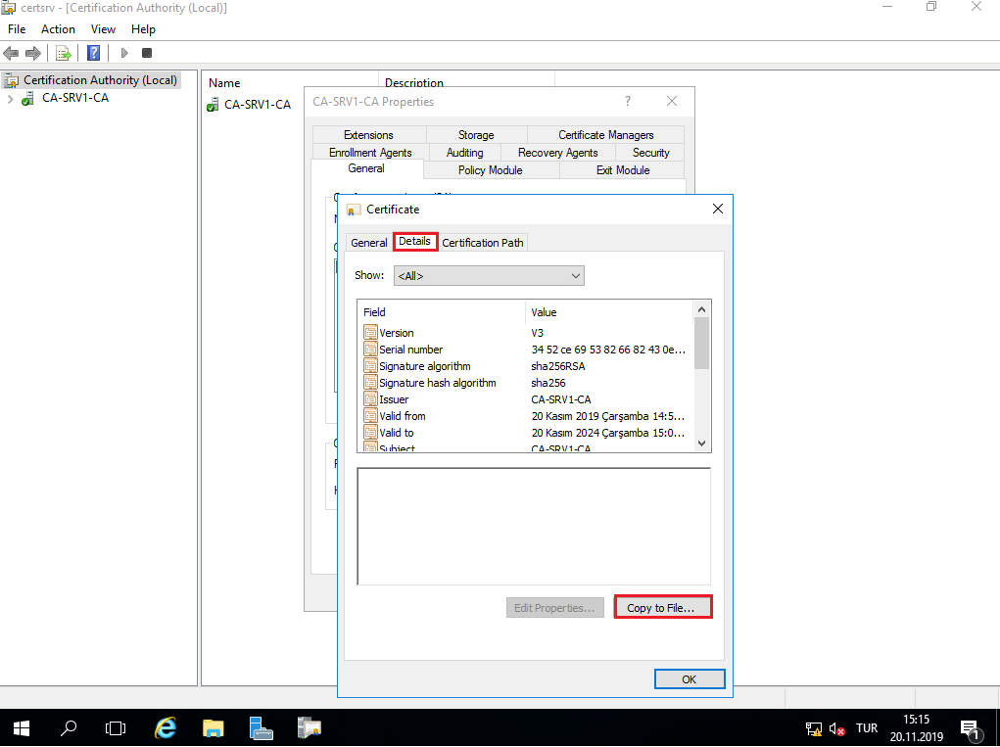 certsrv - [Certification Authority (Local)]
File Action View Help
Certification Authority (Local)
CA-SRV1-CA
Name Description
CA-SRV1-CA
CA-SRV1-CA Properties
Extensions Storage Certificate Managers
Enrollment Agents Auditing Recovery Agents Security
General Policy Module Exit Module
Certificate
General Details Certification Path
Show: <All>
Field Value
Version V3
Serial number 34 52 ce 69 53 82 66 82 43 0e...
Signature algorithm sha256RSA
Signature hash algorithm sha256
Issuer CA-SRV1-CA
Valid from 20 Kasım 2019 Çarşamba 14:5...
Valid to 20 Kasım 2024 Çarşamba 15:0...
Subject CA-SRV1-CA
Edit Properties... Copy to File...
OK
TUR
15:15
20.11.2019
1